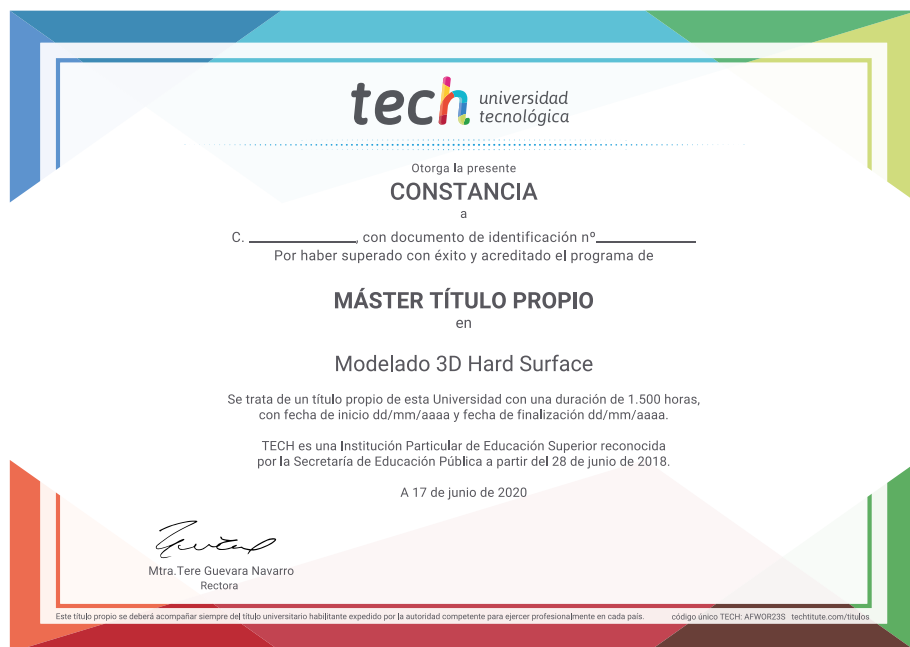 tech universidad
tecnológica
Otorga la presente
CONSTANCIA
a
C. ____________, con documento de identificación nº____________
Por haber superado con éxito y acreditado el programa de
MÁSTER TÍTULO PROPIO
en
Modelado 3D Hard Surface
Se trata de un título propio de esta Universidad con una duración de 1.500 horas,
con fecha de inicio dd/mm/aaaa y fecha de finalización dd/mm/aaaa.
TECH es una Institución Particular de Educación Superior reconocida
por la Secretaría de Educación Pública a partir del 28 de junio de 2018.
A 17 de junio de 2020
Mtra.Tere Guevara Navarro
Rectora
Este título propio se deberá acompañar siempre del título universitario habilitante expedido por la autoridad competente para ejercer profesionalmente en cada país. código único TECH: AFWOR23S techtitute.com/titulos